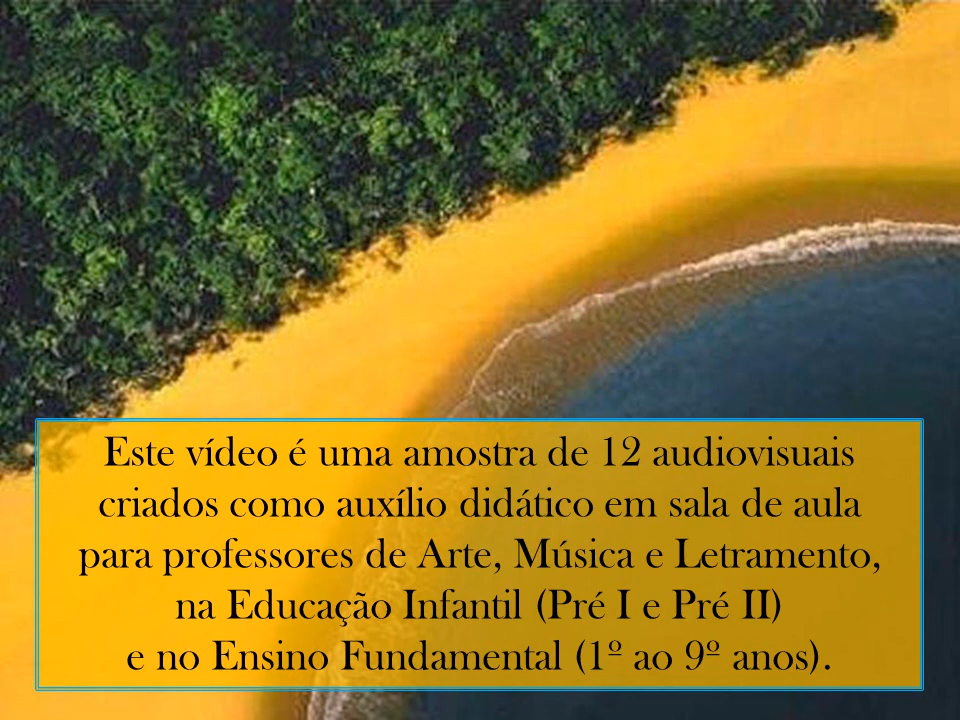 Este vídeo é uma amostra de 12 audiovisuais
criados como auxílio didático em sala de aula
para professores de Arte, Música e Letramento,
na Educação Infantil (Pré I e Pré II)
e no Ensino Fundamental (1º ao 9º anos).